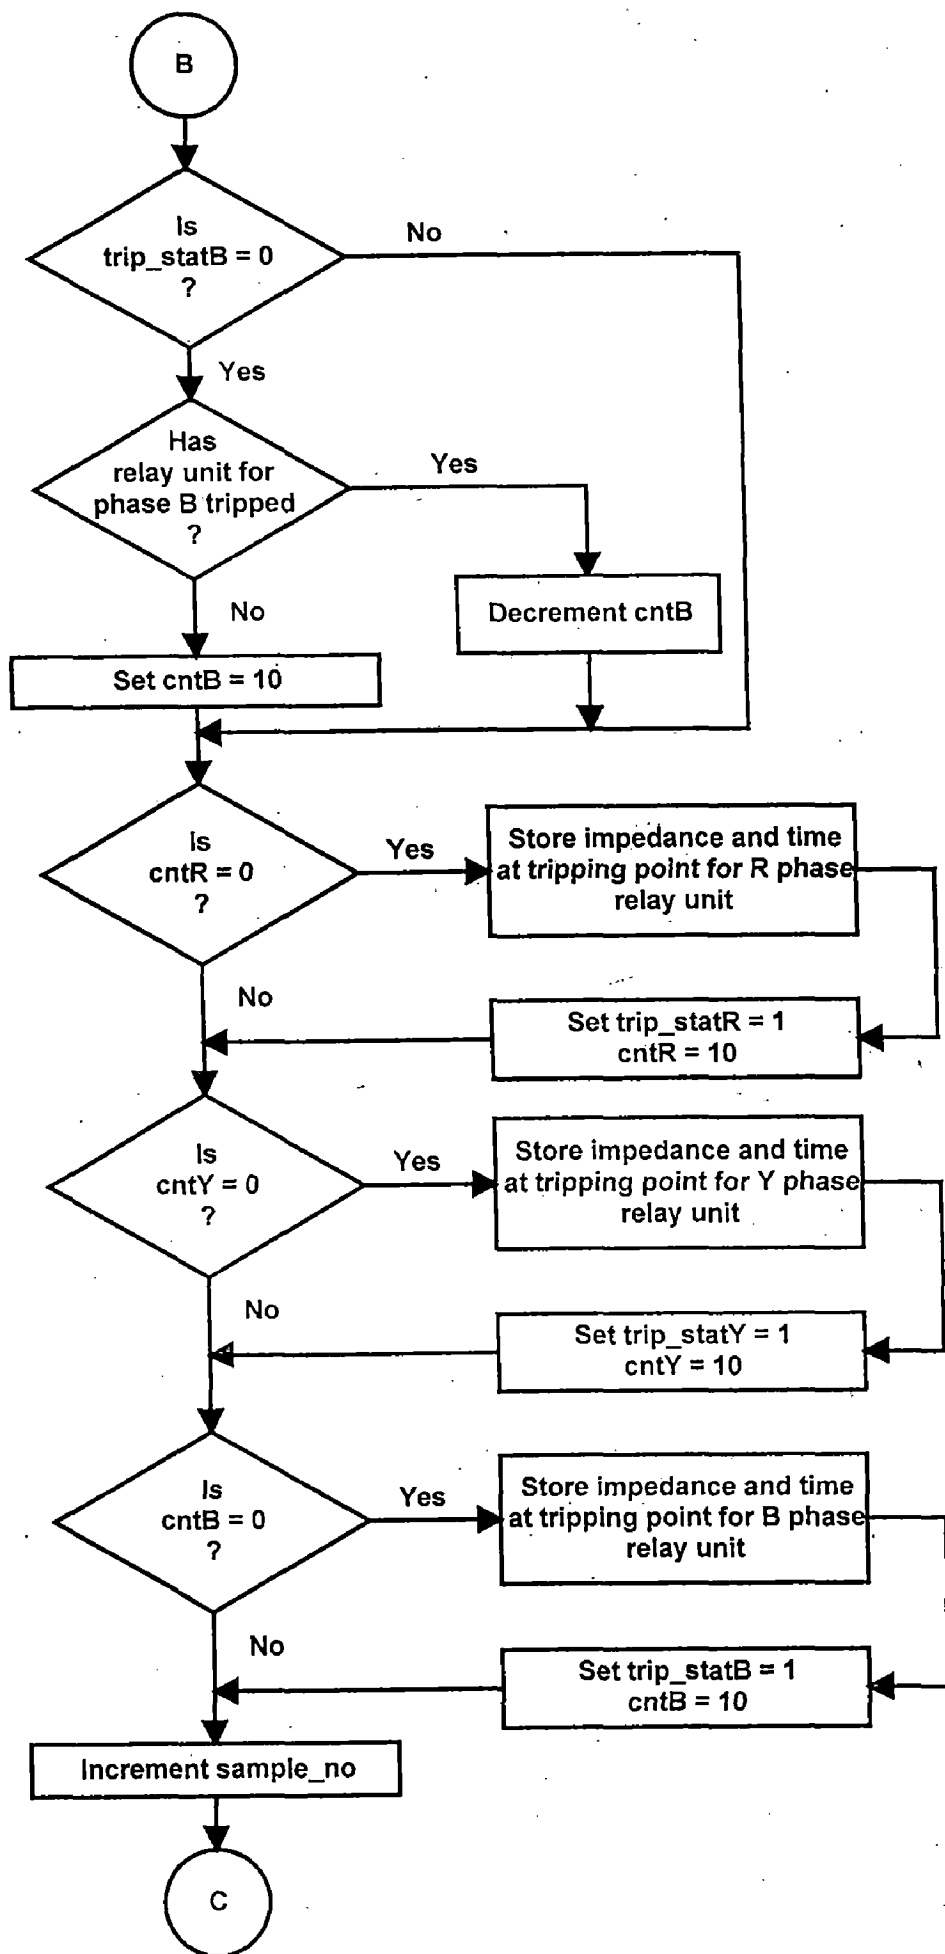 B
Is
trip_statB = 0
?
No
Yes
Has
relay unit for
phase B tripped
?
Yes
No
Decrement cntB
Set cntB = 10
Is
cntR = 0
?
Yes
Store impedance and time
at tripping point for R phase
relay unit
No
Set trip_statR = 1
cntR = 10
Is
cntY = 0
?
Yes
Store impedance and time
at tripping point for Y phase
relay unit
No
Set trip_statY = 1
cntY = 10
Is
cntB = 0
?
Yes
Store impedance and time
at tripping point for B phase
relay unit
No
Set trip_statB = 1
cntB = 10
Increment sample_no
C